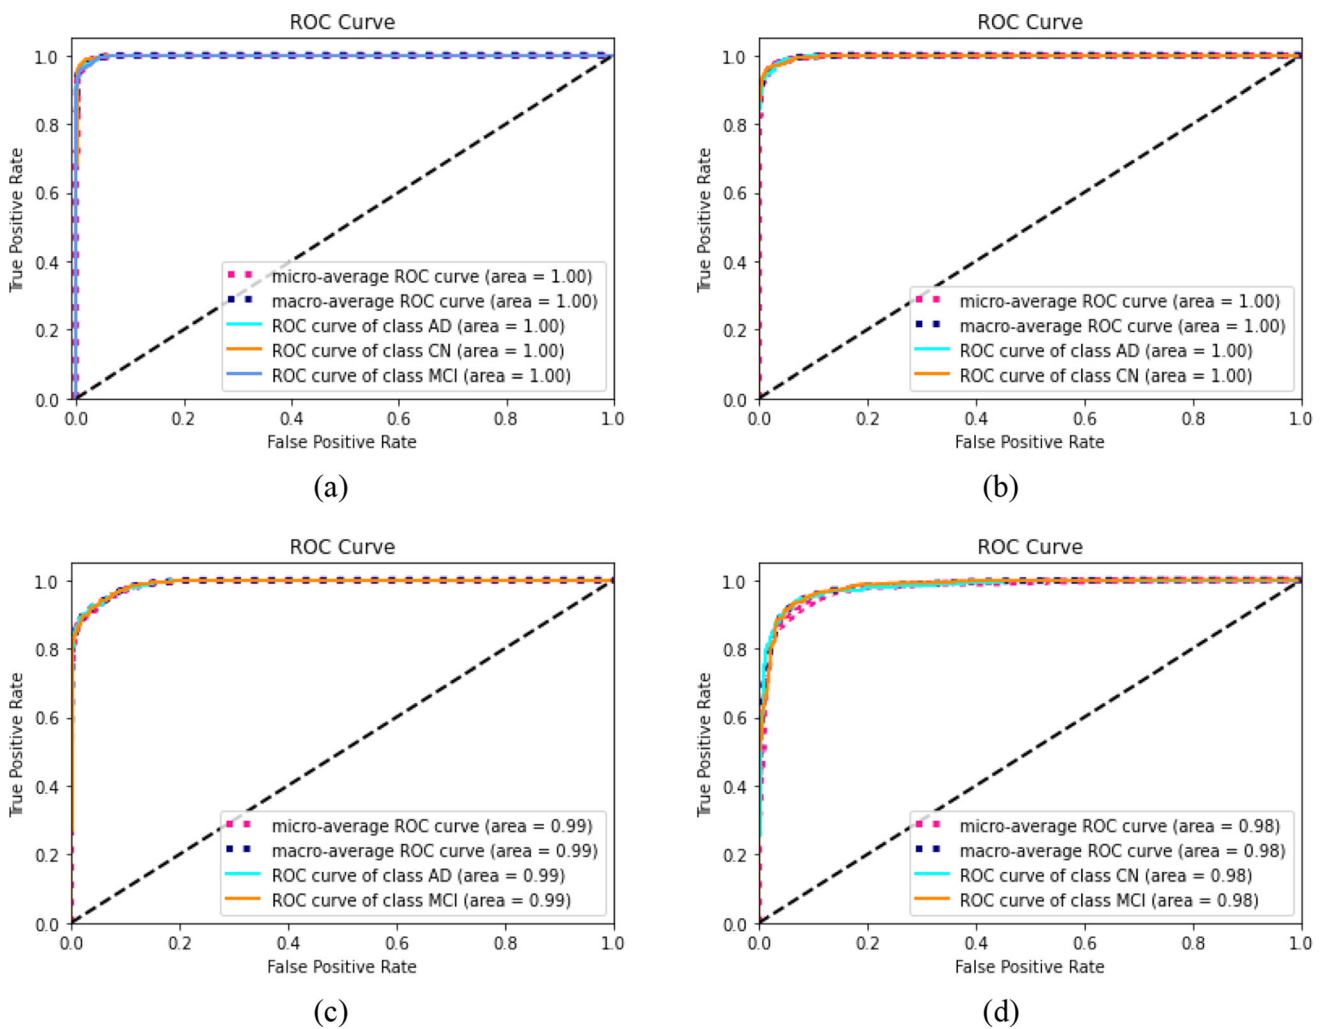 ROC Curve
1.0
0.8
0.6
0.4
0.2
0.0
True Positive Rate
micro-average ROC curve (area = 1.00)
macro-average ROC curve (area = 1.00)
ROC curve of class AD (area = 1.00)
ROC curve of class CN (area = 1.00)
ROC curve of class MCI (area = 1.00)
0.0 0.2 0.4 0.6 0.8 1.0
False Positive Rate
(a)
ROC Curve
1.0
0.8
0.6
0.4
0.2
0.0
True Positive Rate
micro-average ROC curve (area = 1.00)
macro-average ROC curve (area = 1.00)
ROC curve of class AD (area = 1.00)
ROC curve of class CN (area = 1.00)
0.0 0.2 0.4 0.6 0.8 1.0
False Positive Rate
(b)
ROC Curve
1.0
0.8
0.6
0.4
0.2
0.0
True Positive Rate
micro-average ROC curve (area = 0.99)
macro-average ROC curve (area = 0.99)
ROC curve of class AD (area = 0.99)
ROC curve of class MCI (area = 0.99)
0.0 0.2 0.4 0.6 0.8 1.0
False Positive Rate
(c)
ROC Curve
1.0
0.8
0.6
0.4
0.2
0.0
True Positive Rate
micro-average ROC curve (area = 0.98)
macro-average ROC curve (area = 0.98)
ROC curve of class CN (area = 0.98)
ROC curve of class MCI (area = 0.98)
0.0 0.2 0.4 0.6 0.8 1.0
False Positive Rate
(d)